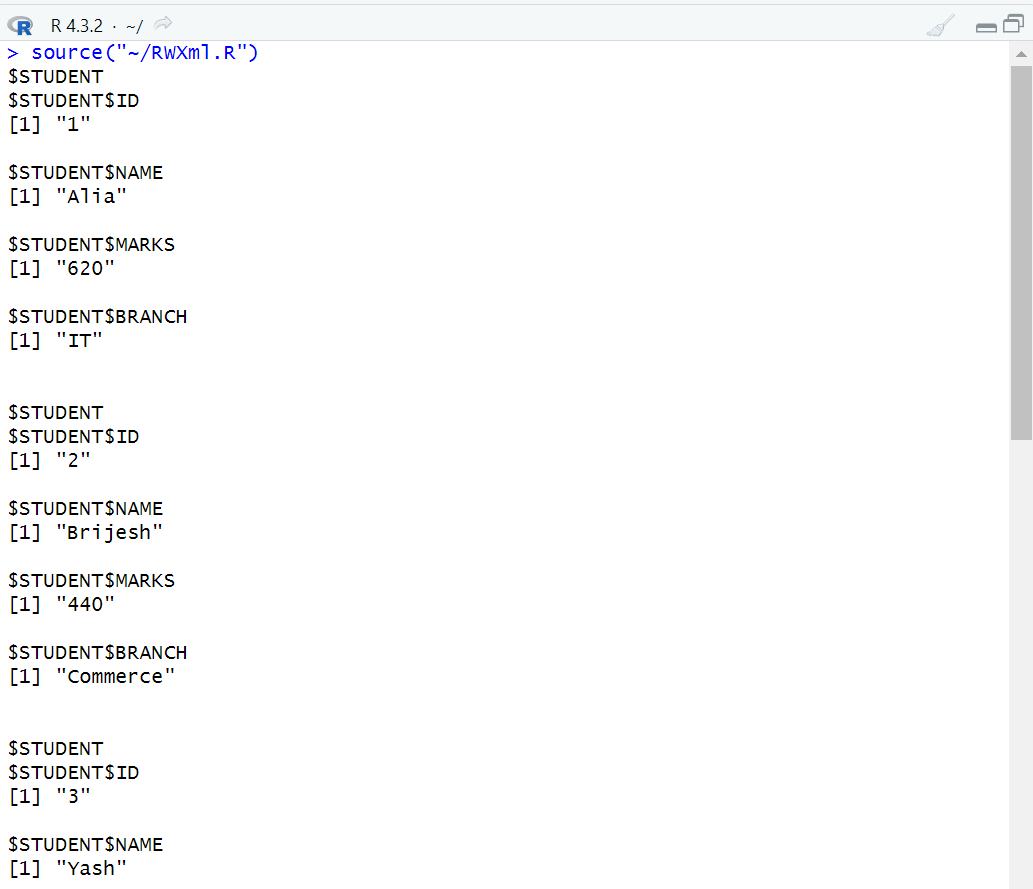 R R 4.3.2 · ~/
> source("~/RWXml.R")
$STUDENT
$STUDENT$ID
[1] "1"

$STUDENT$NAME
[1] "Alia"

$STUDENT$MARKS
[1] "620"

$STUDENT$BRANCH
[1] "IT"


$STUDENT
$STUDENT$ID
[1] "2"

$STUDENT$NAME
[1] "Brijesh"

$STUDENT$MARKS
[1] "440"

$STUDENT$BRANCH
[1] "Commerce"


$STUDENT
$STUDENT$ID
[1] "3"

$STUDENT$NAME
[1] "Yash"